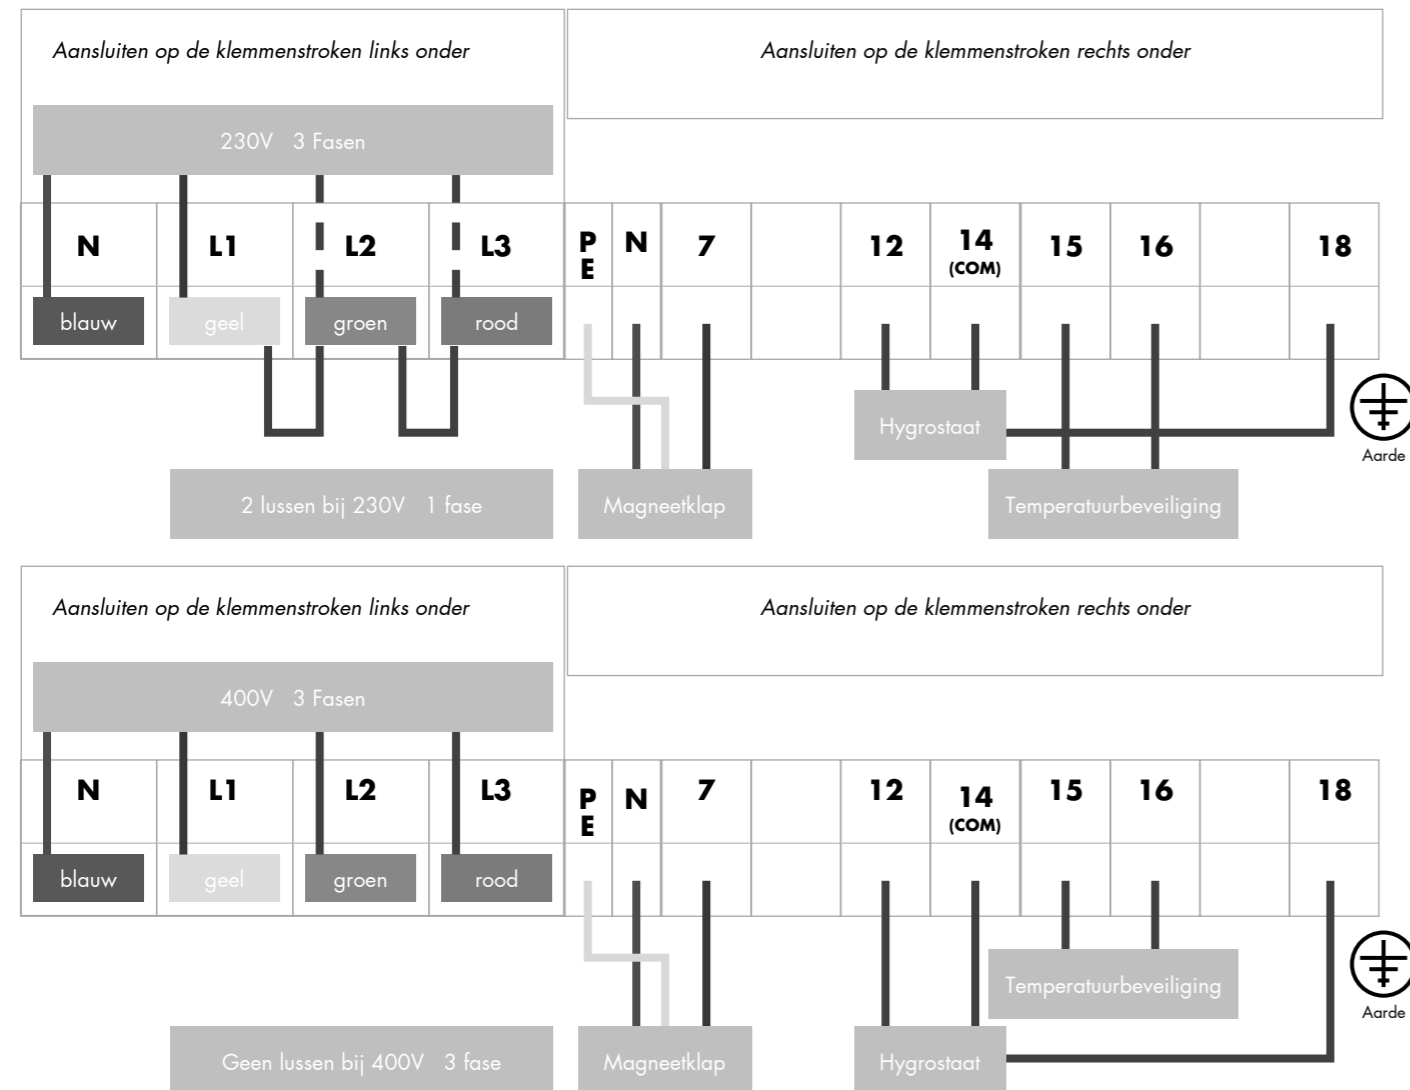 Aansluiten op de klemmenstroken links onder
Aansluiten op de klemmenstroken rechts onder
230V 3 Fasen
N L1 L2 L3 PE N 7 12 14 15 16 18
(COM)
blauw geel groen rood
Hygrostaat
Aarde
2 lussen bij 230V 1 fase
Magneetklap
Temperatuurbeveiliging
Aansluiten op de klemmenstroken links onder
Aansluiten op de klemmenstroken rechts onder
400V 3 Fasen
N L1 L2 L3 PE N 7 12 14 15 16 18
(COM)
blauw geel groen rood
Temperatuurbeveiliging
Aarde
Geen lussen bij 400V 3 fase
Magneetklap
Hygrostaat